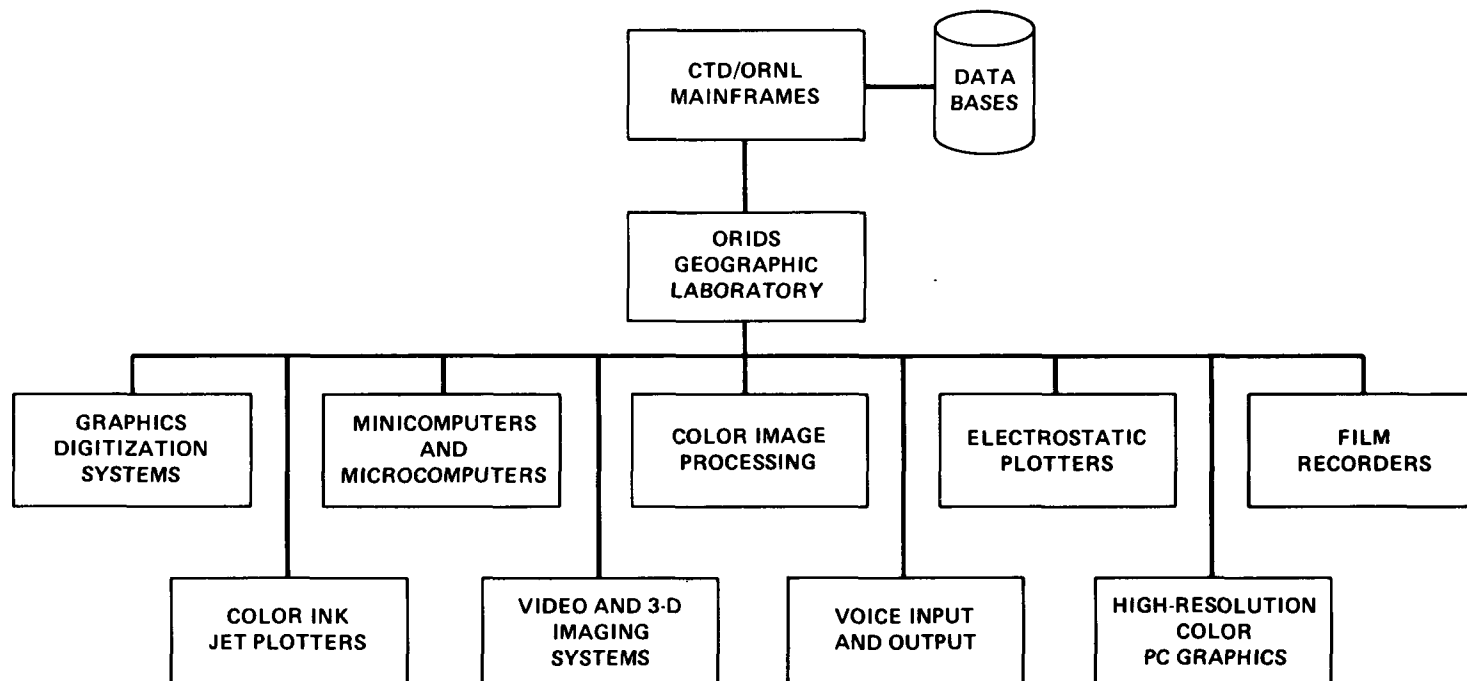 CTD/ORNL
MAINFRAMES
DATA
BASES
ORIDS
GEOGRAPHIC
LABORATORY
GRAPHICS
DIGITIZATION
SYSTEMS
MINICOMPUTERS
AND
MICROCOMPUTERS
COLOR IMAGE
PROCESSING
ELECTROSTATIC
PLOTTERS
FILM
RECORDERS
COLOR INK
JET PLOTTERS
VIDEO AND 3-D
IMAGING
SYSTEMS
VOICE INPUT
AND OUTPUT
HIGH-RESOLUTION
COLOR
PC GRAPHICS